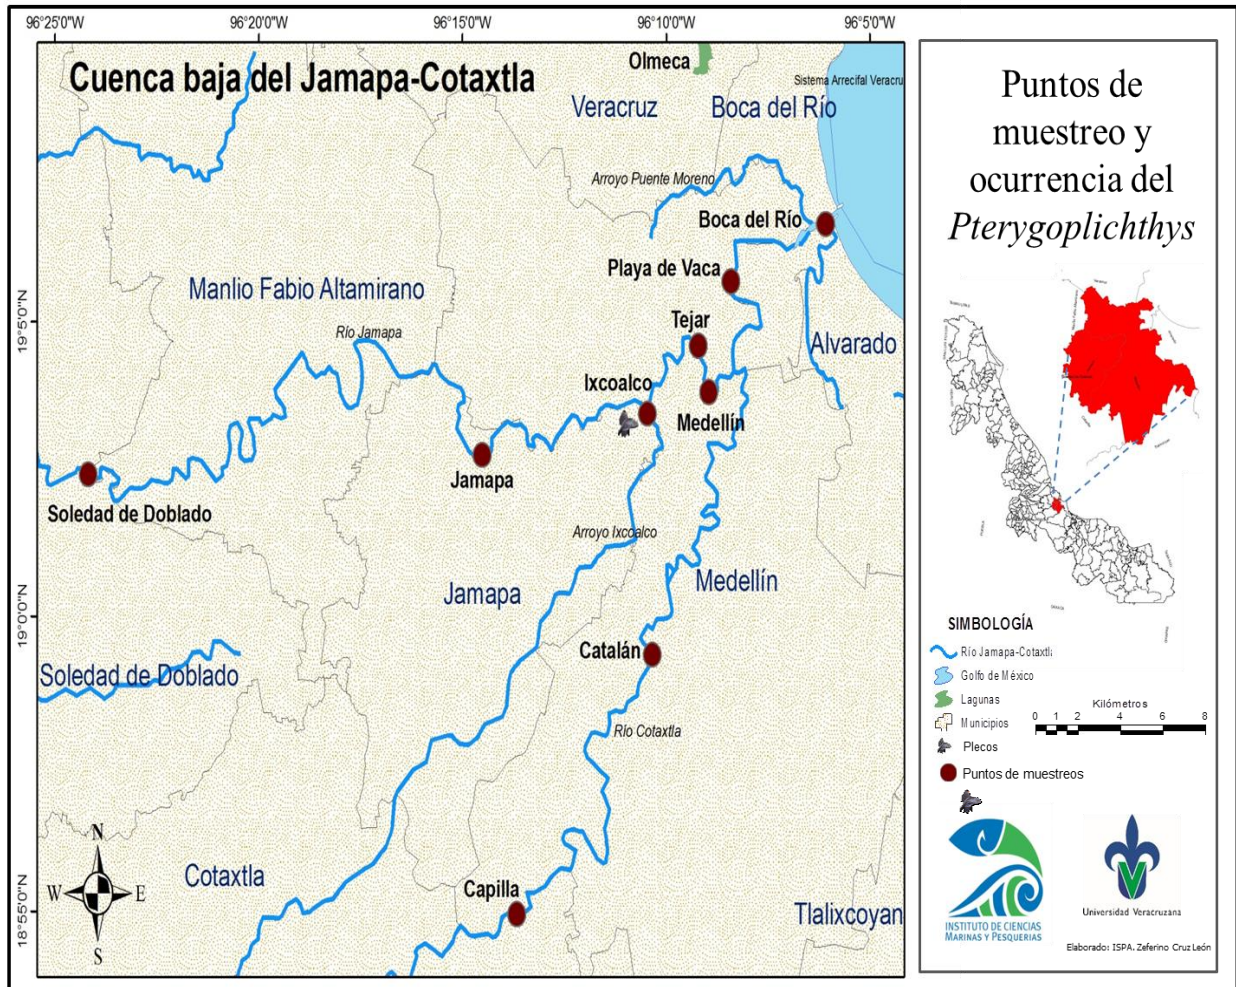 96°25'0"W
96°20'0"W
96°15'0"W
96°10'0"W
96°5'0"W
Cuenca baja del Jamapa-Cotaxtla
Olmeca
Sistema Arrecifal Veracru
Veracruz
Boca del Río
Arroyo Puente Moreno
Boca del Río
Playa de Vaca
Manlio Fabio Altamirano
19°5'0"N
Río Jamapa
Tejar
Alvarado
Ixcoalco
Medellín
Jamapa
Soledad de Doblado
Arroyo Ixcoalco
Medellín
Jamapa
19°0'0"N
Catalán
Soledad de Doblado
Río Cotaxtla
N
W
E
S
Cotaxtla
Capilla
18°55'0"N
Tlalixcoyan
Puntos de
muestreo y
ocurrencia del
Pterygoplichthys
SIMBOLOGÍA
Río Jamapa-Cotaxtla
Golfo de México
Lagunas
Municipios
Plecos
Puntos de muestreos
Kilómetros
0 1 2 4 6 8
INSTITUTO DE CIENCIAS
MARINAS Y PESQUERIAS
Universidad Veracruzana
Elaborado: ISPA. Zeferino Cruz León